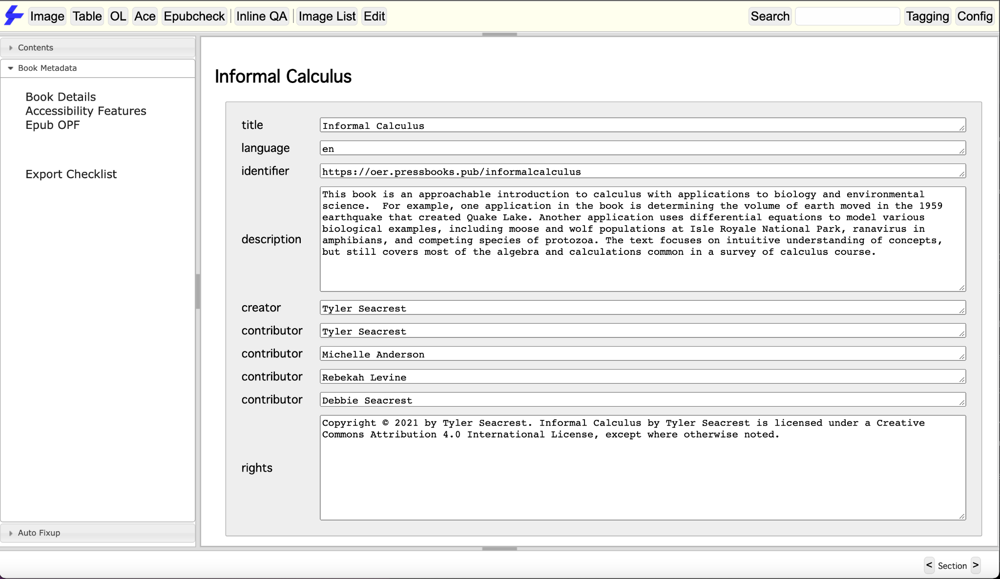 Image Table OL Ace Epubcheck Inline QA Image List Edit Search Tagging Config
Contents
Book Metadata
Book Details
Accessibility Features
Epub OPF
Export Checklist
Auto Fixup
Informal Calculus
title Informal Calculus
language en
identifier https://oer.pressbooks.pub/informalcalculus
description
This book is an approachable introduction to calculus with applications to biology and environmental
science.  For example, one application in the book is determining the volume of earth moved in the 1959
earthquake that created Quake Lake. Another application uses differential equations to model various
biological examples, including moose and wolf populations at Isle Royale National Park, ranavirus in
amphibians, and competing species of protozoa. The text focuses on intuitive understanding of concepts,
but still covers most of the algebra and calculations common in a survey of calculus course.
creator Tyler Seacrest
contributor Tyler Seacrest
contributor Michelle Anderson
contributor Rebekah Levine
contributor Debbie Seacrest
rights
Copyright © 2021 by Tyler Seacrest. Informal Calculus by Tyler Seacrest is licensed under a Creative
Commons Attribution 4.0 International License, except where otherwise noted.
< Section >